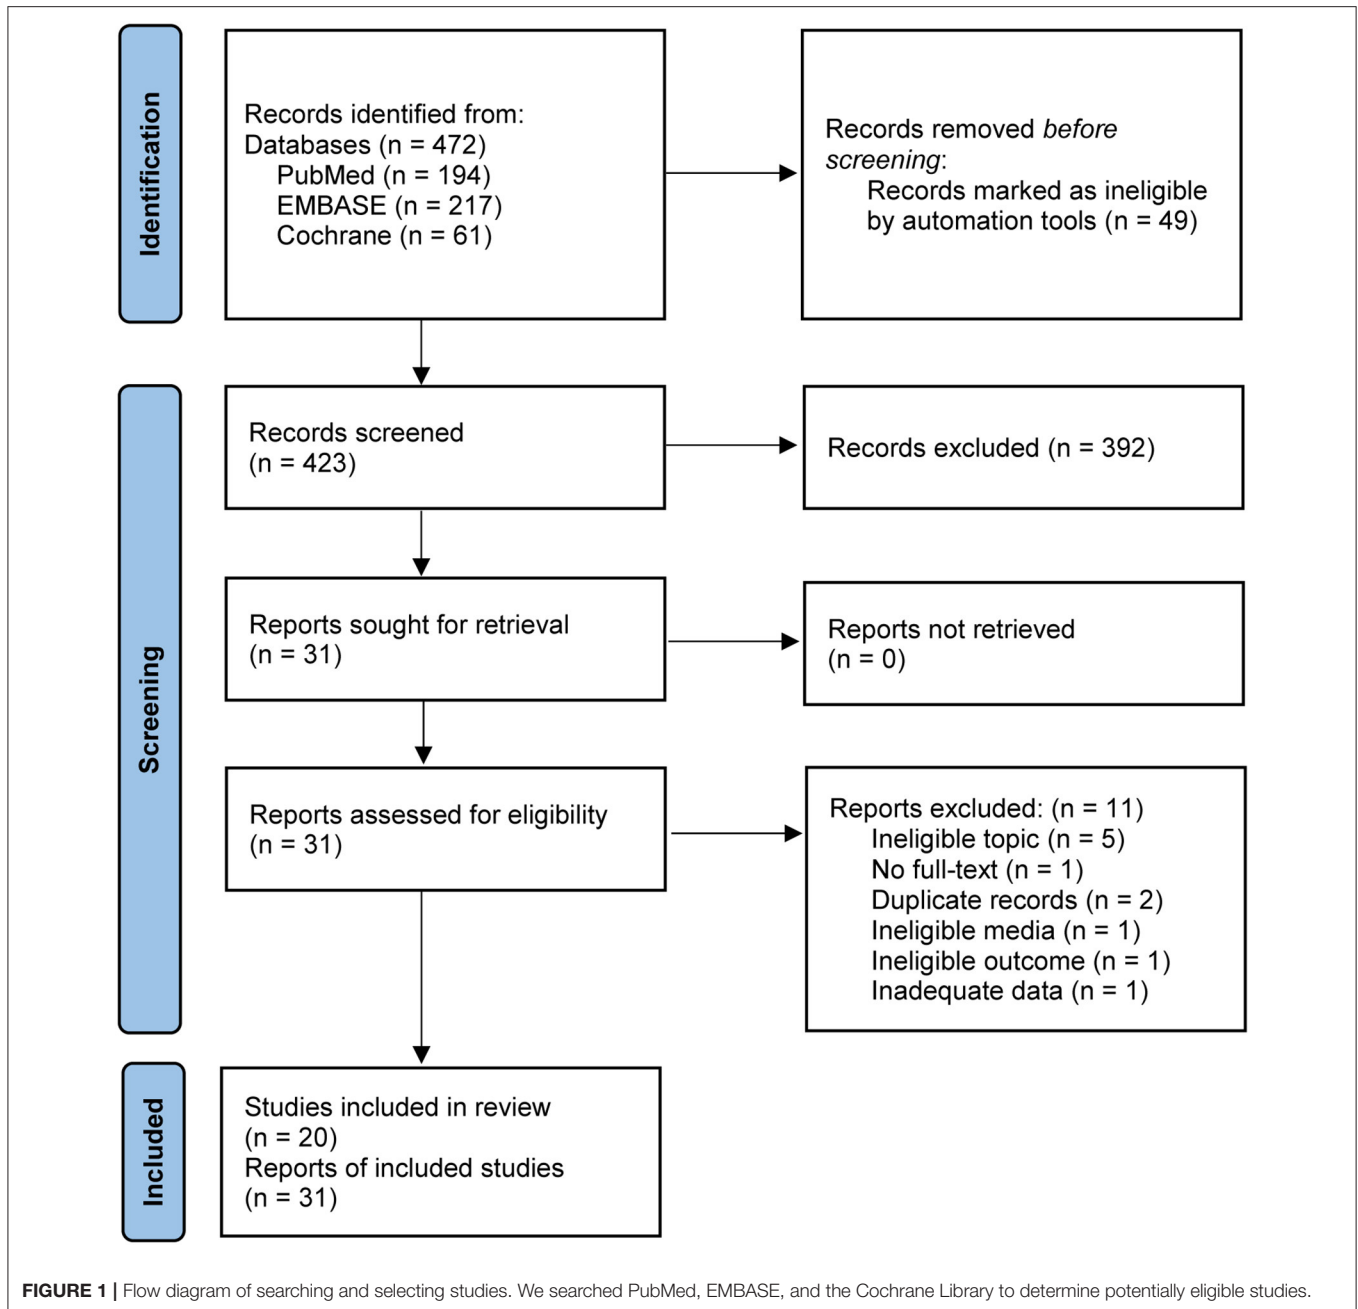 Identification
Records identified from:
Databases (n = 472)
PubMed (n = 194)
EMBASE (n = 217)
Cochrane (n = 61)
Records removed before
screening:
Records marked as ineligible
by automation tools (n = 49)
Screening
Records screened
(n = 423)
Records excluded (n = 392)
Reports sought for retrieval
(n = 31)
Reports not retrieved
(n = 0)
Reports assessed for eligibility
(n = 31)
Reports excluded: (n = 11)
Ineligible topic (n = 5)
No full-text (n = 1)
Duplicate records (n = 2)
Ineligible media (n = 1)
Ineligible outcome (n = 1)
Inadequate data (n = 1)
Included
Studies included in review
(n = 20)
Reports of included studies
(n = 31)
FIGURE 1 | Flow diagram of searching and selecting studies. We searched PubMed, EMBASE, and the Cochrane Library to determine potentially eligible studies.